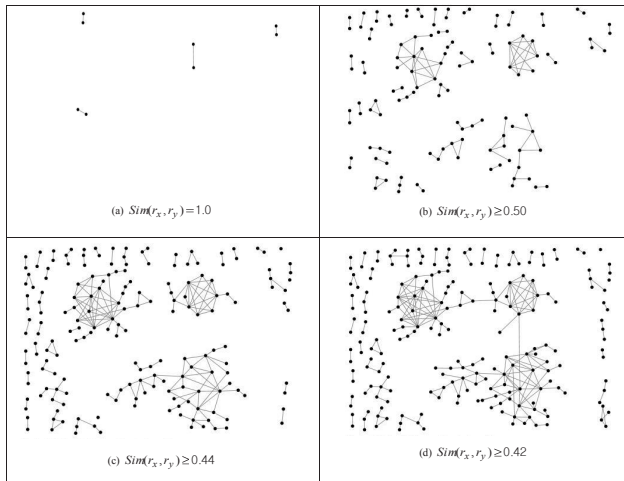 (a) Sim(r_x, r_y)=1.0
(b) Sim(r_x, r_y)≥0.50
(c) Sim(r_x, r_y)≥0.44
(d) Sim(r_x, r_y)≥0.42